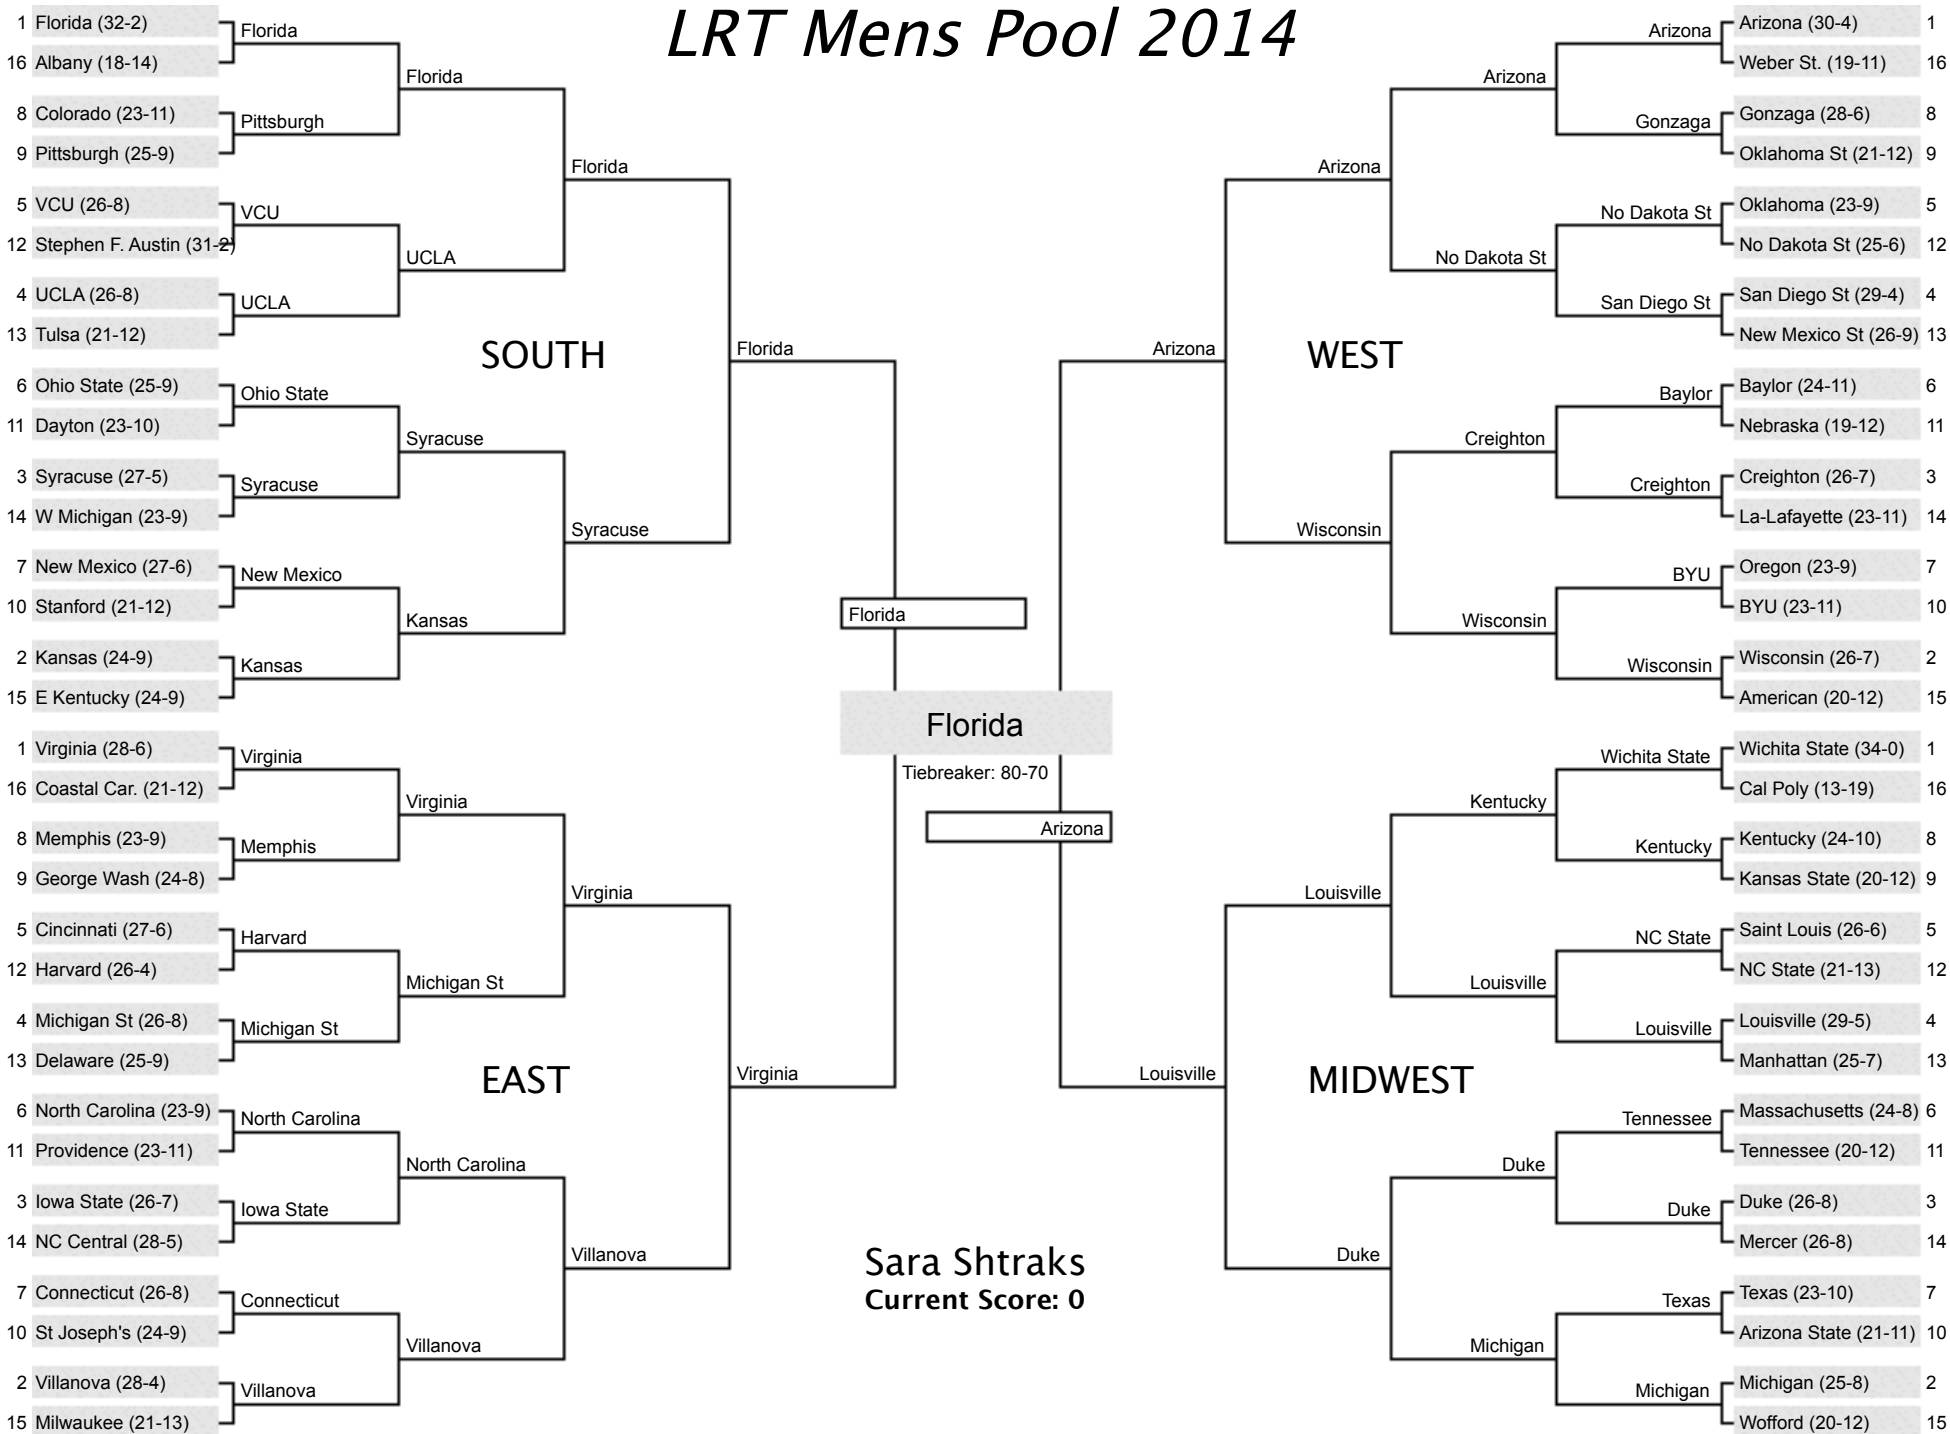 LRT Mens Pool 2014
1 Florida (32-2)
16 Albany (18-14)
8 Colorado (23-11)
9 Pittsburgh (25-9)
5 VCU (26-8)
12 Stephen F. Austin (31-2)
4 UCLA (26-8)
13 Tulsa (21-12)
6 Ohio State (25-9)
11 Dayton (23-10)
3 Syracuse (27-5)
14 W Michigan (23-9)
7 New Mexico (27-6)
10 Stanford (21-12)
2 Kansas (24-9)
15 E Kentucky (24-9)
Florida
Pittsburgh
VCU
UCLA
Ohio State
Syracuse
New Mexico
Kansas
Florida
UCLA
Syracuse
Kansas
Florida
Syracuse
SOUTH
Florida
1 Virginia (28-6)
16 Coastal Car. (21-12)
8 Memphis (23-9)
9 George Wash (24-8)
5 Cincinnati (27-6)
12 Harvard (26-4)
4 Michigan St (26-8)
13 Delaware (25-9)
6 North Carolina (23-9)
11 Providence (23-11)
3 Iowa State (26-7)
14 NC Central (28-5)
7 Connecticut (26-8)
10 St Joseph's (24-9)
2 Villanova (28-4)
15 Milwaukee (21-13)
Virginia
Memphis
Harvard
Michigan St
North Carolina
Iowa State
Connecticut
Villanova
Virginia
Michigan St
North Carolina
Villanova
Virginia
Villanova
EAST
Virginia
Florida
Florida
Tiebreaker: 80-70
Arizona
Sara Shtraks
Current Score: 0
Arizona
WEST
Arizona
Wisconsin
Arizona
No Dakota St
Creighton
Wisconsin
Arizona
Gonzaga
No Dakota St
San Diego St
Baylor
Creighton
BYU
Wisconsin
Arizona (30-4) 1
Weber St. (19-11) 16
Gonzaga (28-6) 8
Oklahoma St (21-12) 9
Oklahoma (23-9) 5
No Dakota St (25-6) 12
San Diego St (29-4) 4
New Mexico St (26-9) 13
Baylor (24-11) 6
Nebraska (19-12) 11
Creighton (26-7) 3
La-Lafayette (23-11) 14
Oregon (23-9) 7
BYU (23-11) 10
Wisconsin (26-7) 2
American (20-12) 15
Louisville
MIDWEST
Louisville
Duke
Kentucky
Louisville
Duke
Michigan
Wichita State
Kentucky
NC State
Louisville
Tennessee
Duke
Texas
Michigan
Wichita State (34-0) 1
Cal Poly (13-19) 16
Kentucky (24-10) 8
Kansas State (20-12) 9
Saint Louis (26-6) 5
NC State (21-13) 12
Louisville (29-5) 4
Manhattan (25-7) 13
Massachusetts (24-8) 6
Tennessee (20-12) 11
Duke (26-8) 3
Mercer (26-8) 14
Texas (23-10) 7
Arizona State (21-11) 10
Michigan (25-8) 2
Wofford (20-12) 15